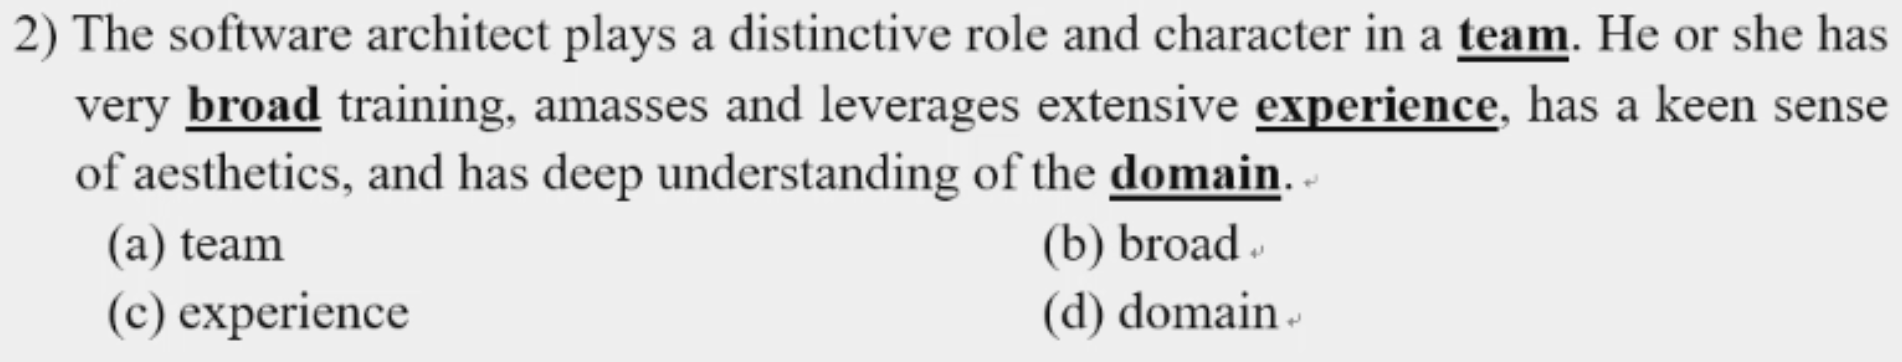 2) The software architect plays a distinctive role and character in a team. He or she has
very broad training, amasses and leverages extensive experience, has a keen sense
of aesthetics, and has deep understanding of the domain.
(a) team (b) broad
(c) experience (d) domain